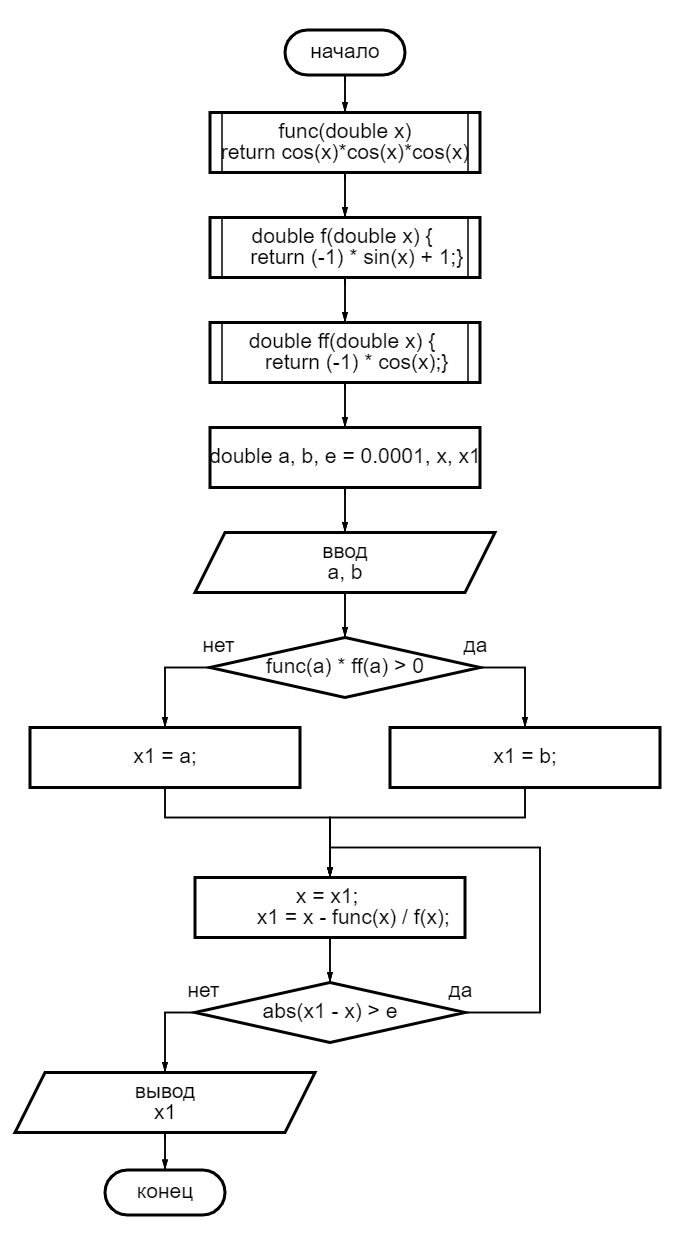 начало
func(double x)
return cos(x)*cos(x)*cos(x)
double f(double x) {
return (-1) * sin(x) + 1;}
double ff(double x) {
return (-1) * cos(x);}
double a, b, e = 0.0001, x, x1
ввод
a, b
нет
да
func(a) * ff(a) > 0
x1 = a;
x1 = b;
x = x1;
x1 = x - func(x) / f(x);
нет
да
abs(x1 - x) > e
вывод
x1
конец